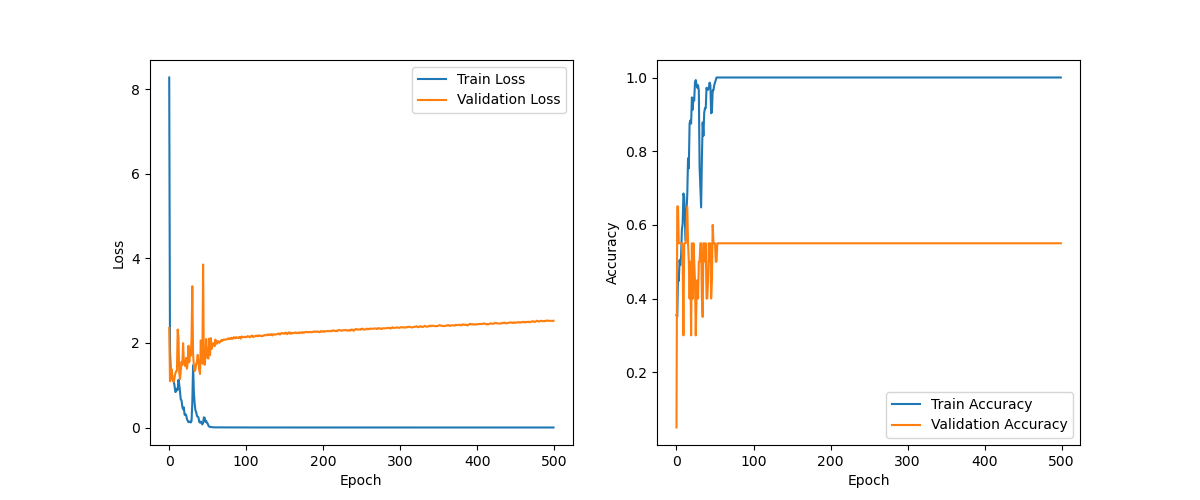 Train Loss
Validation Loss
8
6
4
2
0
Loss
0 100 200 300 400 500
Epoch
1.0
0.8
0.6
0.4
0.2
Accuracy
Train Accuracy
Validation Accuracy
0 100 200 300 400 500
Epoch